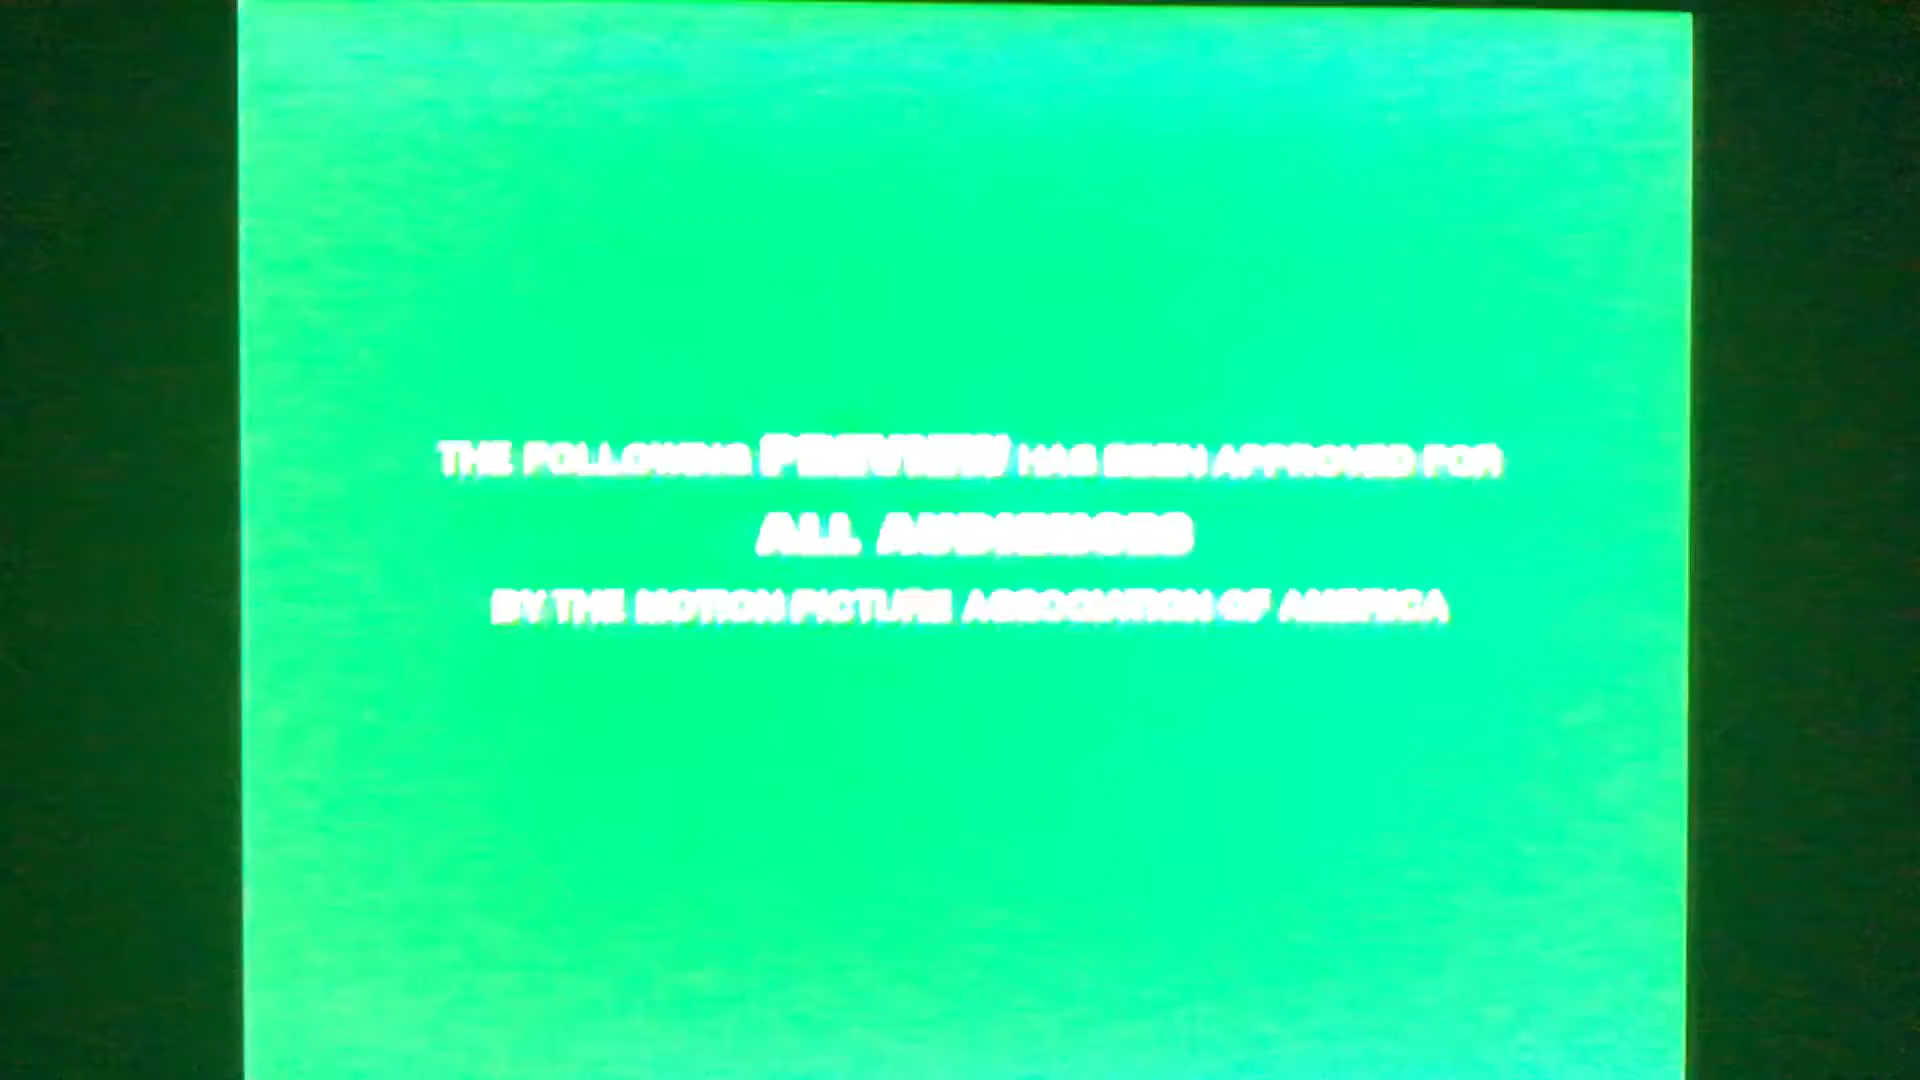 THE FOLLOWING PREVIEW HAS BEEN APPROVED FOR
ALL AUDIENCES
BY THE MOTION PICTURE ASSOCIATION OF AMERICA